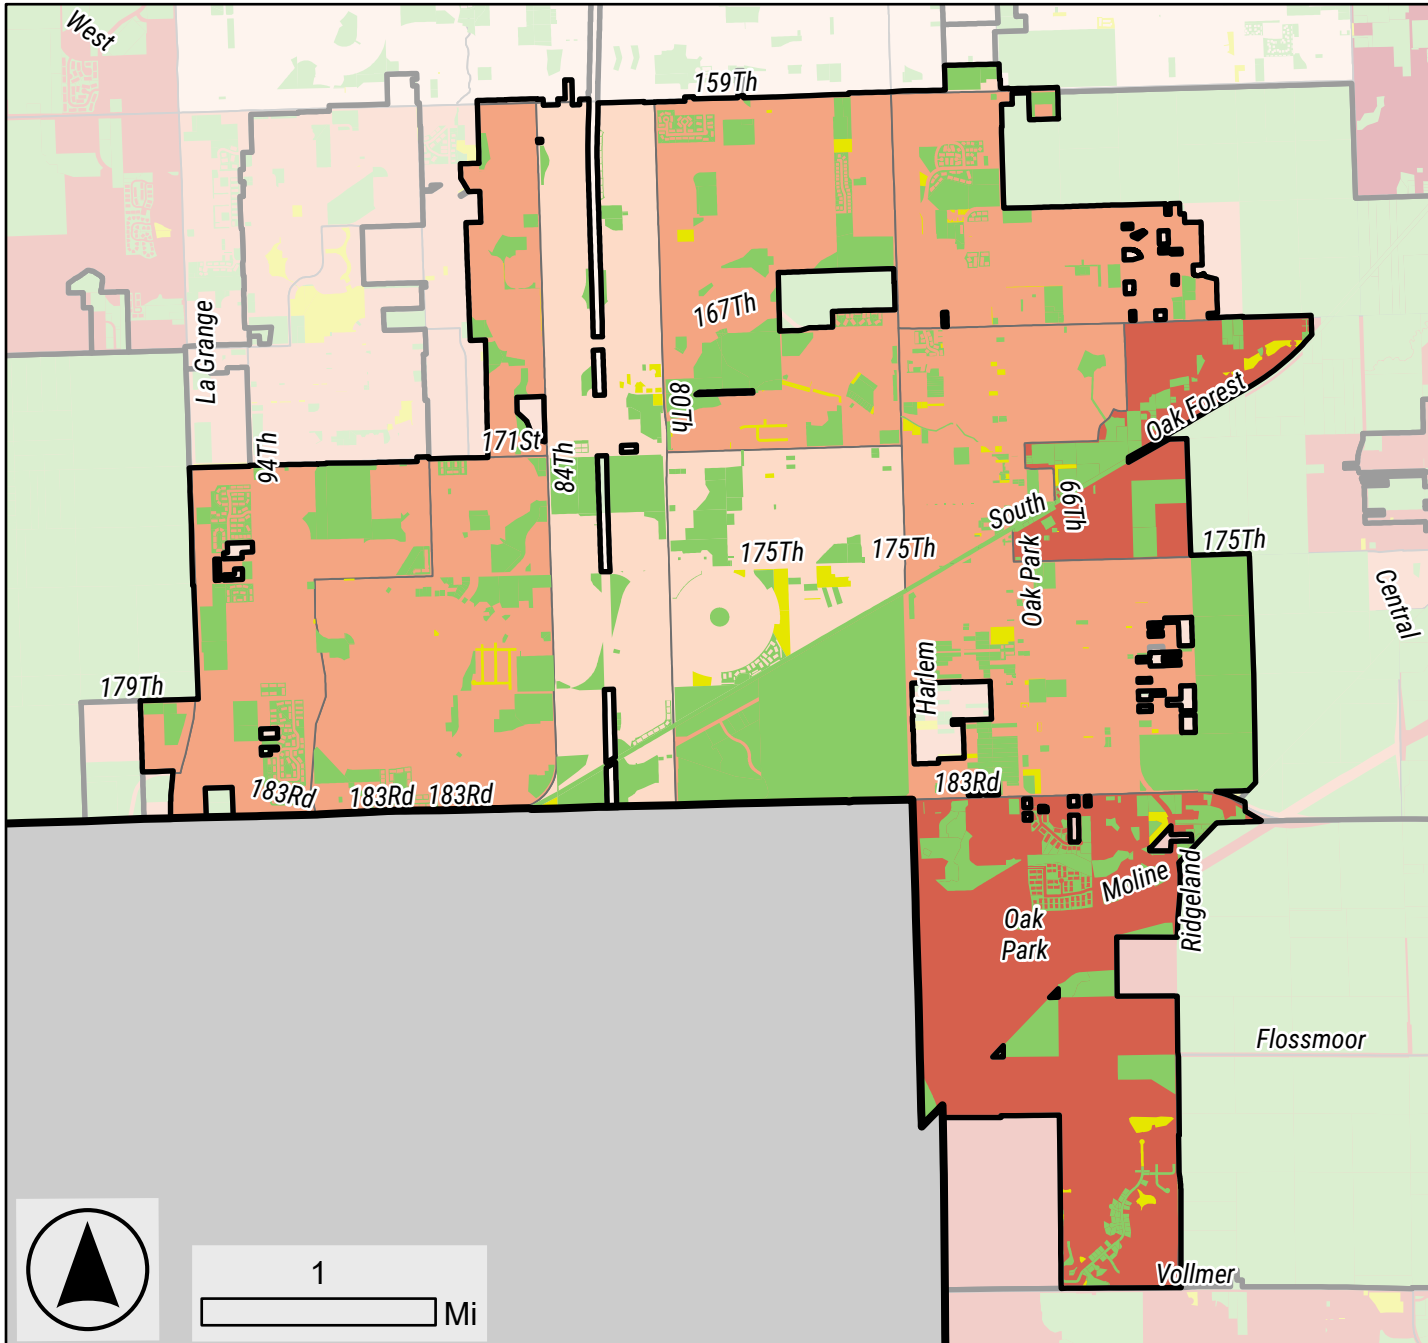 West
159Th
La Grange
167Th
80Th
171St
84Th
94Th
Oak Forest
South
69Th
Oak Park
175Th
175Th
175Th
Central
179Th
Harlem
183Rd
183Rd
183Rd
183Rd
Moline
Ridgeland
Oak
Park
Flossmoor
Vollmer
1
Mi